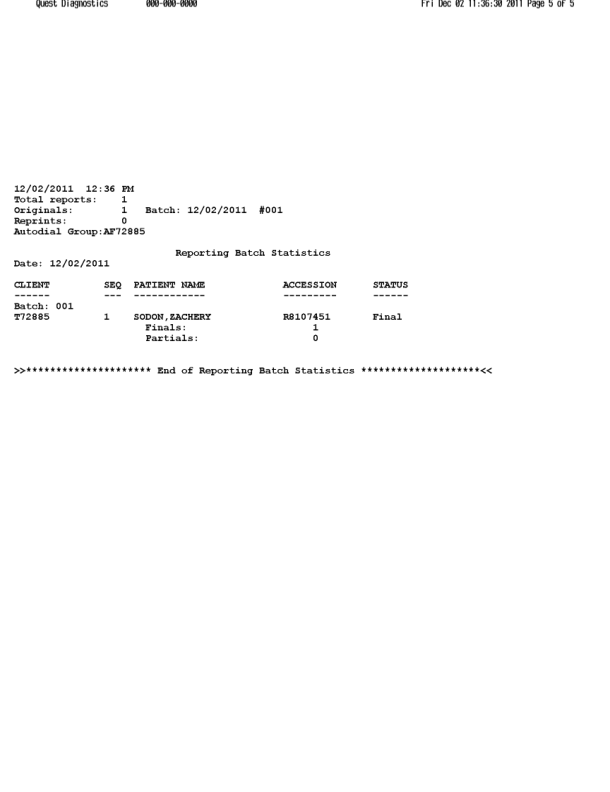 Quest Diagnostics 000-000-0000 Fri Dec 02 11:36:30 2011 Page 5 of 5
12/02/2011 12:36 PM
Total reports: 1
Originals: 1 Batch: 12/02/2011 #001
Reprints: 0
Autodial Group:AF72885
Reporting Batch Statistics
Date: 12/02/2011
CLIENT SEQ PATIENT NAME ACCESSION STATUS
------ --- ------------ --------- ------
Batch: 001
T72885 1 SODON,ZACHERY R8107451 Final
Finals: 1
Partials: 0
>>********************* End of Reporting Batch Statistics ********************<<